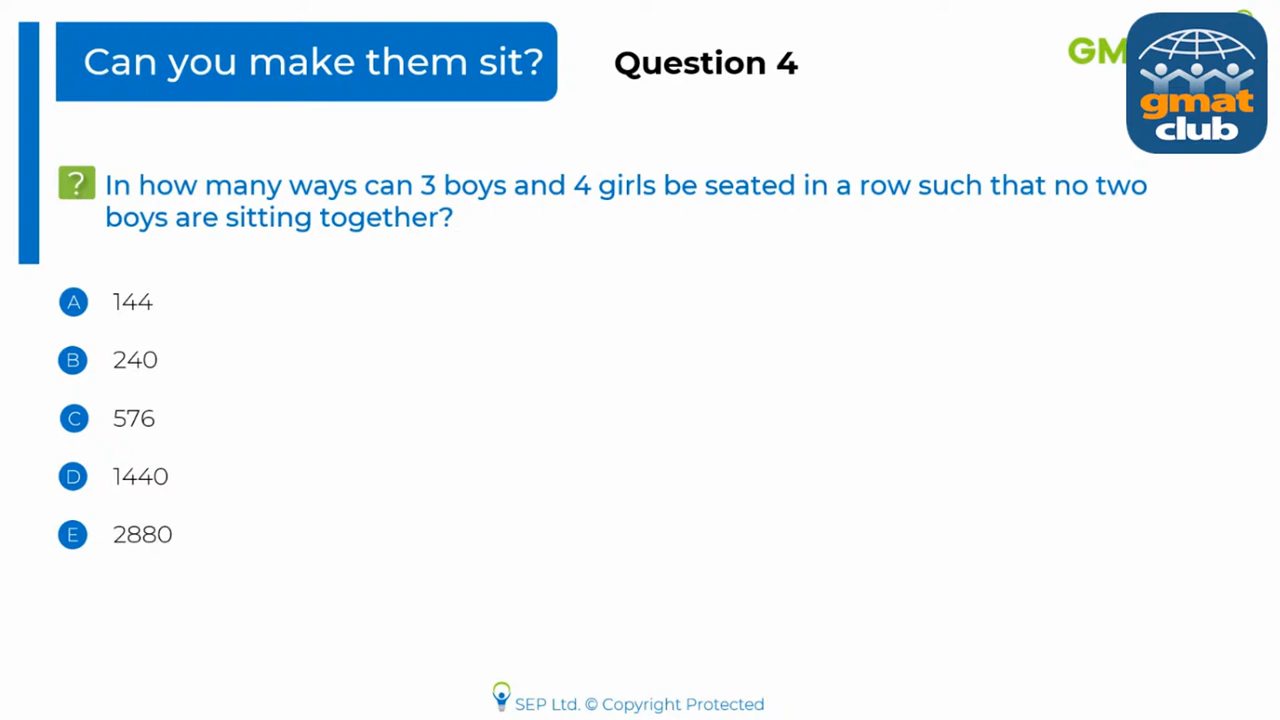 Can you make them sit?
Question 4
GM
gmat
club
? In how many ways can 3 boys and 4 girls be seated in a row such that no two
boys are sitting together?
A 144
B 240
C 576
D 1440
E 2880
SEP Ltd. © Copyright Protected